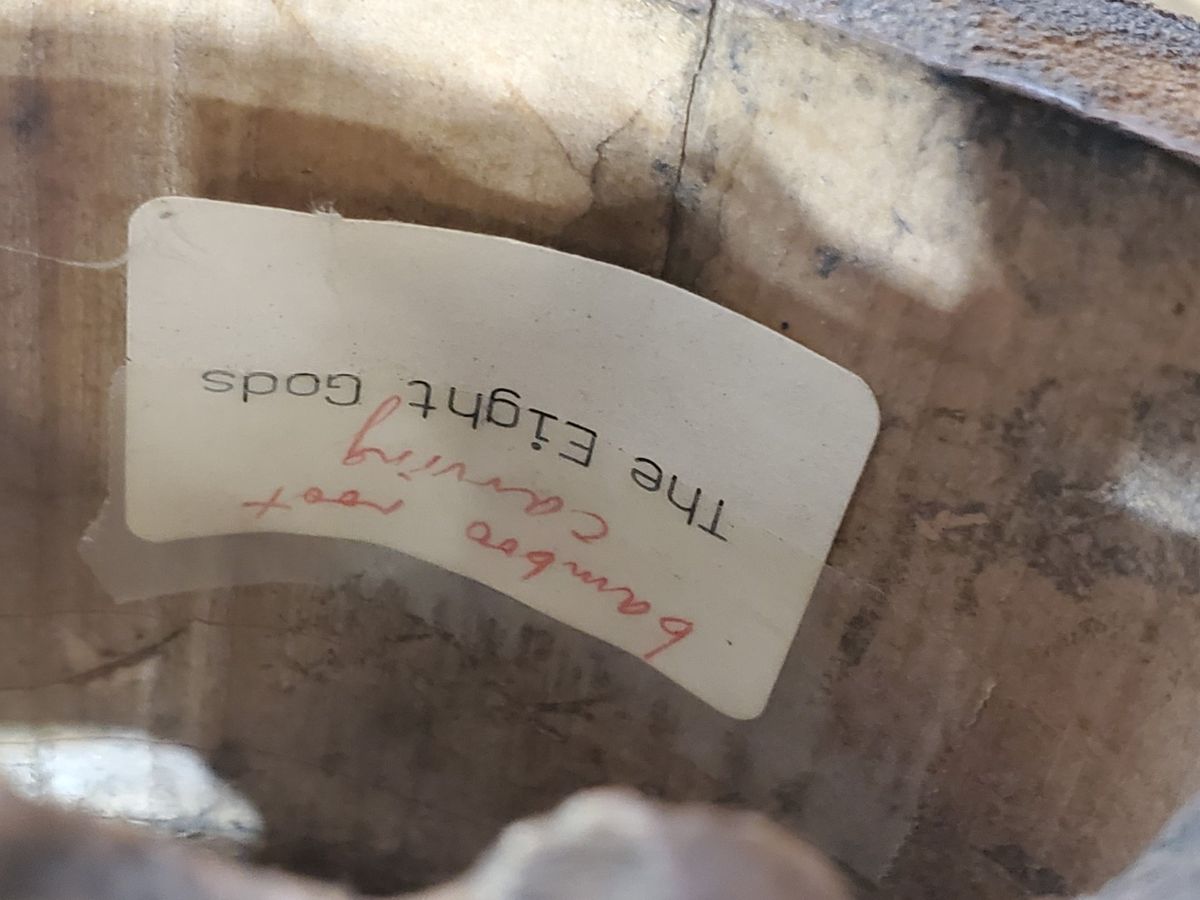 bamboo root
carving
The Eight Gods